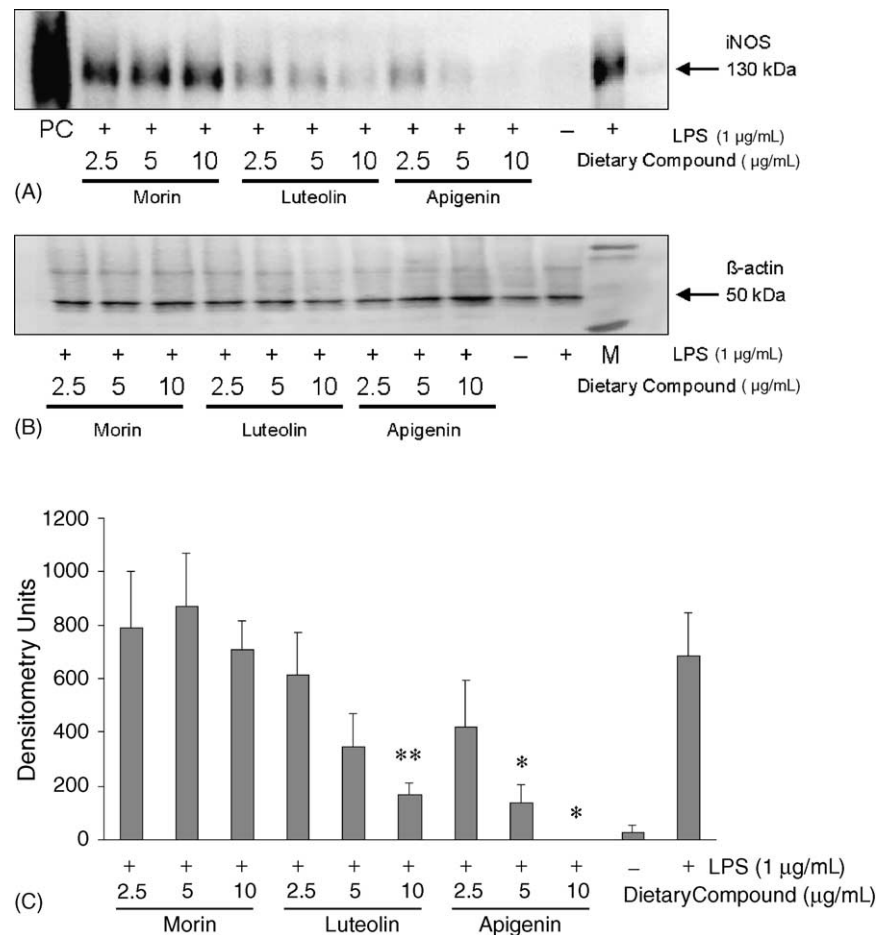 iNOS
130 kDa
PC + + + + + + + + + – + LPS (1 µg/mL)
2.5 5 10 2.5 5 10 2.5 5 10 Dietary Compound ( µg/mL)
(A) Morin Luteolin Apigenin
ß-actin
50 kDa
+ + + + + + + + + – + M LPS (1 µg/mL)
2.5 5 10 2.5 5 10 2.5 5 10 Dietary Compound ( µg/mL)
(B) Morin Luteolin Apigenin
Densitometry Units
1200
1000
800
600
400
200
0
** * *
+ + + + + + + + + – + LPS (1 µg/mL)
2.5 5 10 2.5 5 10 2.5 5 10 DietaryCompound (µg/mL)
(C) Morin Luteolin Apigenin